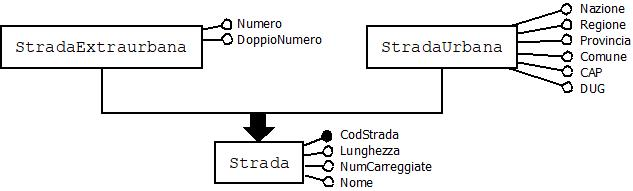 StradaExtraurbana
Numero
DoppioNumero
StradaUrbana
Nazione
Regione
Provincia
Comune
CAP
DUG
Strada
CodStrada
Lunghezza
NumCarreggiate
Nome